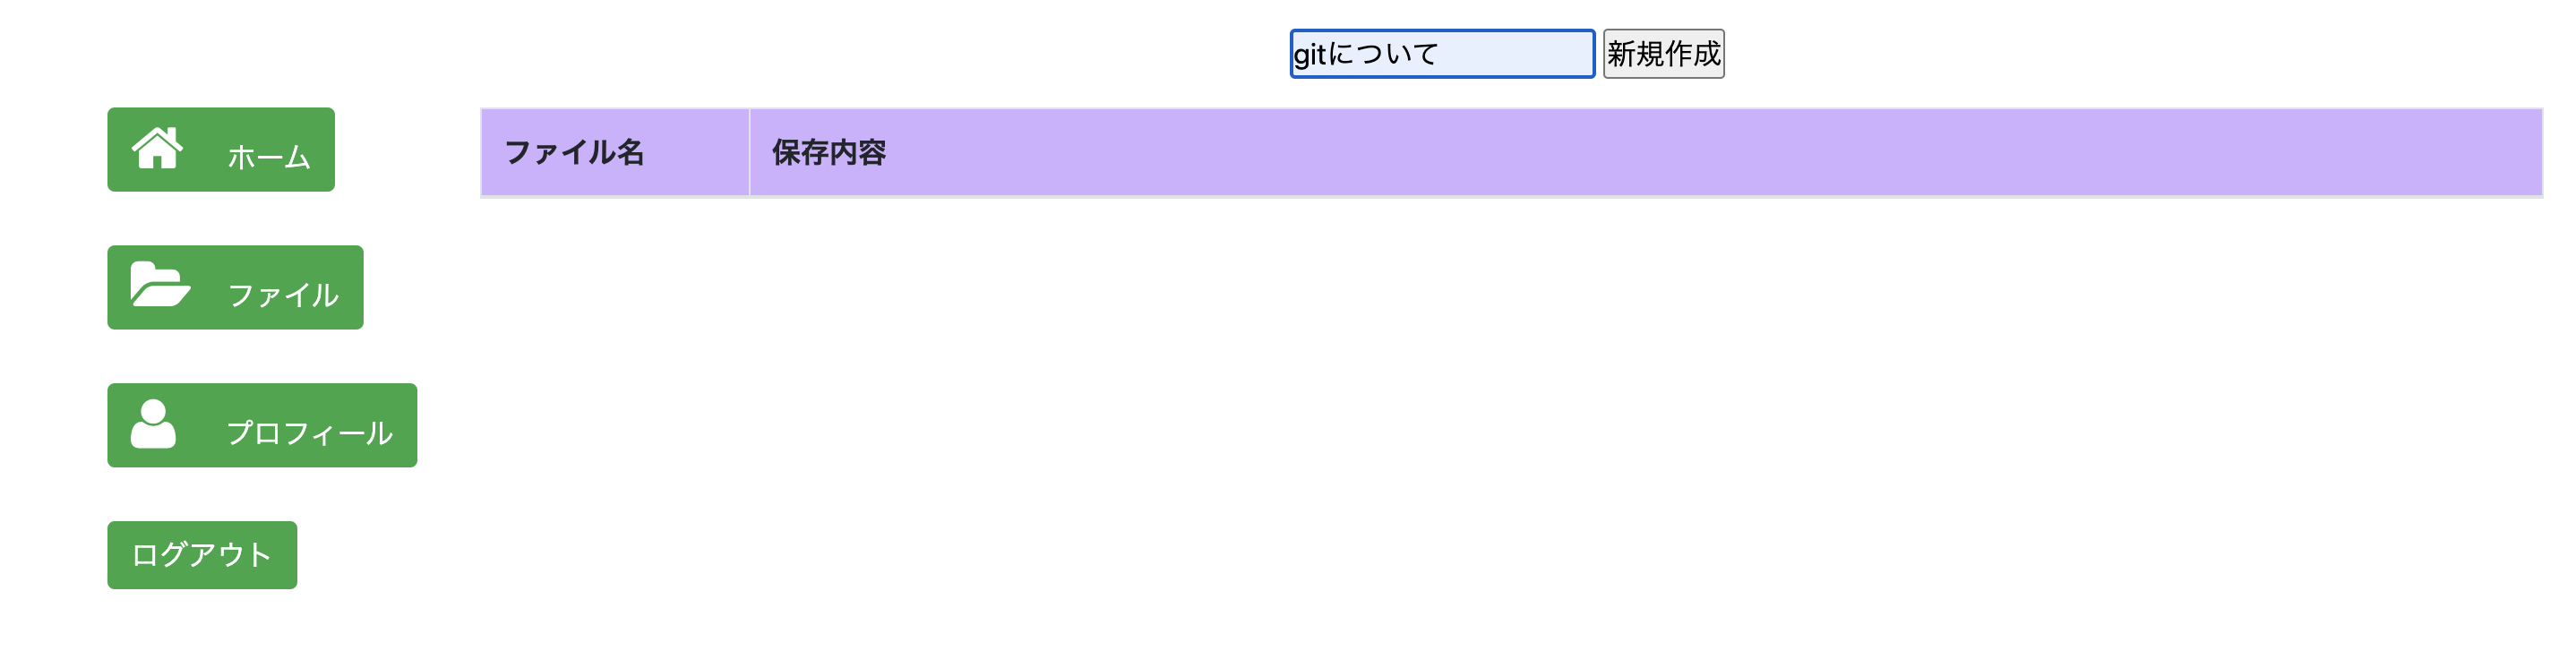 gitについて 新規作成
ホーム
ファイル名 保存内容
ファイル
プロフィール
ログアウト